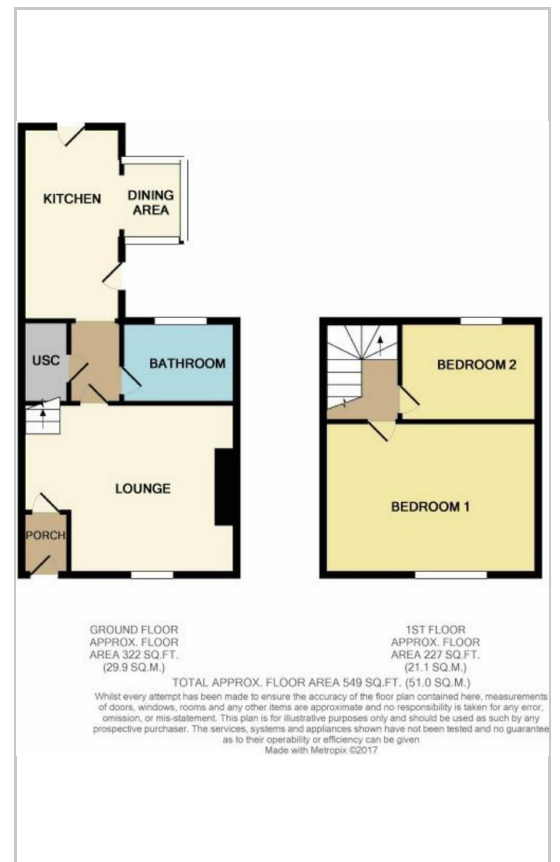 KITCHEN
DINING
AREA
USC
BATHROOM
LOUNGE
PORCH
BEDROOM 2
BEDROOM 1
GROUND FLOOR
APPROX. FLOOR
AREA 322 SQ.FT.
(29.9 SQ.M.)
1ST FLOOR
APPROX. FLOOR
AREA 227 SQ.FT.
(21.1 SQ.M.)
TOTAL APPROX. FLOOR AREA 549 SQ.FT. (51.0 SQ.M.)
Whilst every attempt has been made to ensure the accuracy of the floor plan contained here, measurements
of doors, windows, rooms and any other items are approximate and no responsibility is taken for any error,
omission, or mis-statement. This plan is for illustrative purposes only and should be used as such by any
prospective purchaser. The services, systems and appliances shown have not been tested and no guarantee
as to their operability or efficiency can be given
Made with Metropix ©2017